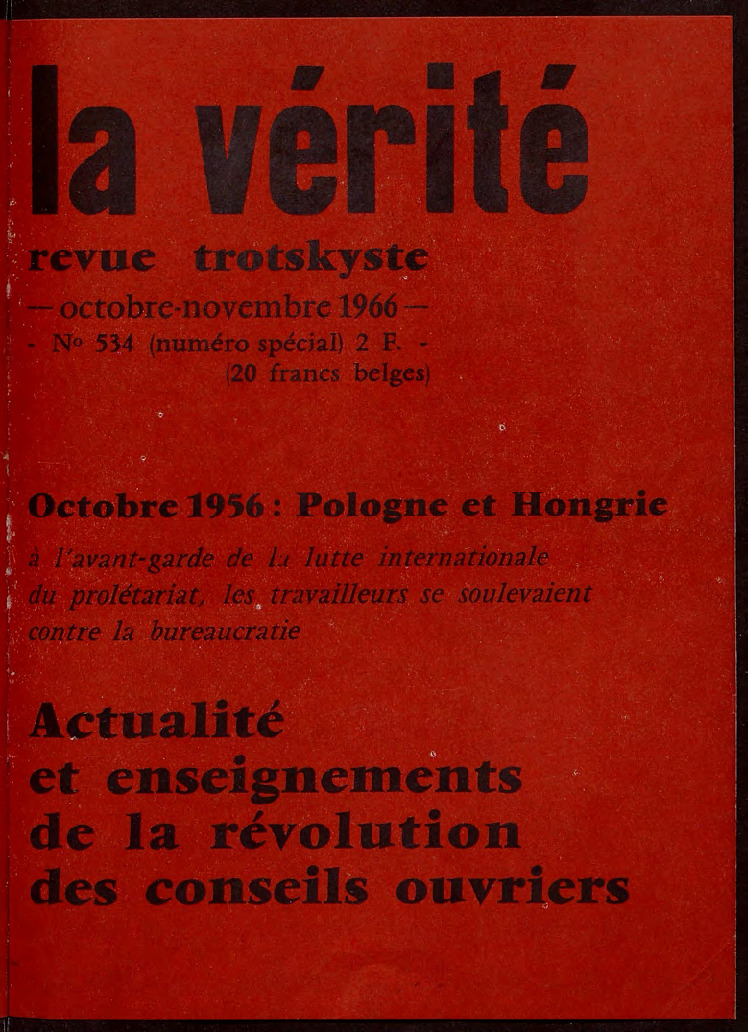 la vérité
revue trotskyste
— octobre-novembre 1966 —
- No 534 (numéro spécial) 2 F. -
(20 francs belges)
Octobre 1956 : Pologne et Hongrie
à l'avant-garde de la lutte internationale
du prolétariat, les travailleurs se soulevaient
contre la bureaucratie
Actualité
et enseignements
de la révolution
des conseils ouvriers